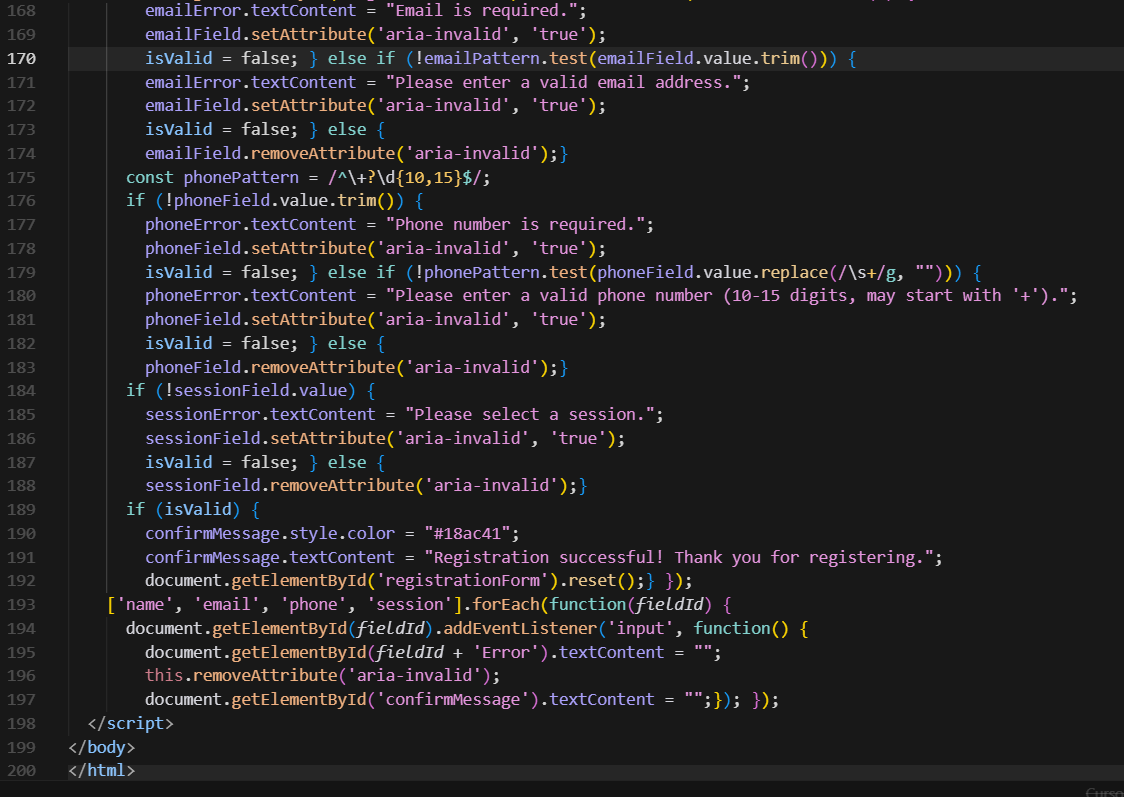 168 emailError.textContent = "Email is required.";
169 emailField.setAttribute('aria-invalid', 'true');
170 isValid = false; } else if (!emailPattern.test(emailField.value.trim())) {
171 emailError.textContent = "Please enter a valid email address.";
172 emailField.setAttribute('aria-invalid', 'true');
173 isValid = false; } else {
174 emailField.removeAttribute('aria-invalid');}
175 const phonePattern = /^\+?\d{10,15}$/;
176 if (!phoneField.value.trim()) {
177 phoneError.textContent = "Phone number is required.";
178 phoneField.setAttribute('aria-invalid', 'true');
179 isValid = false; } else if (!phonePattern.test(phoneField.value.replace(/\s+/g, ""))) {
180 phoneError.textContent = "Please enter a valid phone number (10-15 digits, may start with '+').";
181 phoneField.setAttribute('aria-invalid', 'true');
182 isValid = false; } else {
183 phoneField.removeAttribute('aria-invalid');}
184 if (!sessionField.value) {
185 sessionError.textContent = "Please select a session.";
186 sessionField.setAttribute('aria-invalid', 'true');
187 isValid = false; } else {
188 sessionField.removeAttribute('aria-invalid');}
189 if (isValid) {
190 confirmMessage.style.color = "#18ac41";
191 confirmMessage.textContent = "Registration successful! Thank you for registering.";
192 document.getElementById('registrationForm').reset();} });
193 ['name', 'email', 'phone', 'session'].forEach(function(fieldId) {
194 document.getElementById(fieldId).addEventListener('input', function() {
195 document.getElementById(fieldId + 'Error').textContent = "";
196 this.removeAttribute('aria-invalid');
197 document.getElementById('confirmMessage').textContent = "";}); });
198 </script>
199 </body>
200 </html>